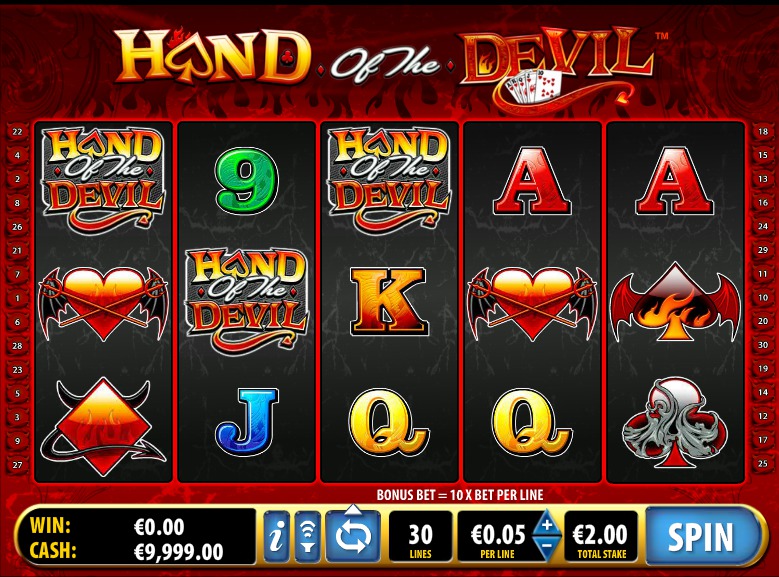 HAND Of The DEVIL™
22
4
2
8
26
21
7
1
6
28
23
5
3
9
27
HAND Of The DEVIL
9
HAND Of The DEVIL
A
A
HAND Of The DEVIL
K
J
Q
Q
18
15
13
16
24
29
11
10
20
30
19
14
12
17
25
BONUS BET = 10 X BET PER LINE
WIN: €0.00
CASH: €9,999.00
i
30 LINES
€0.05 PER LINE
+
−
€2.00 TOTAL STAKE
SPIN